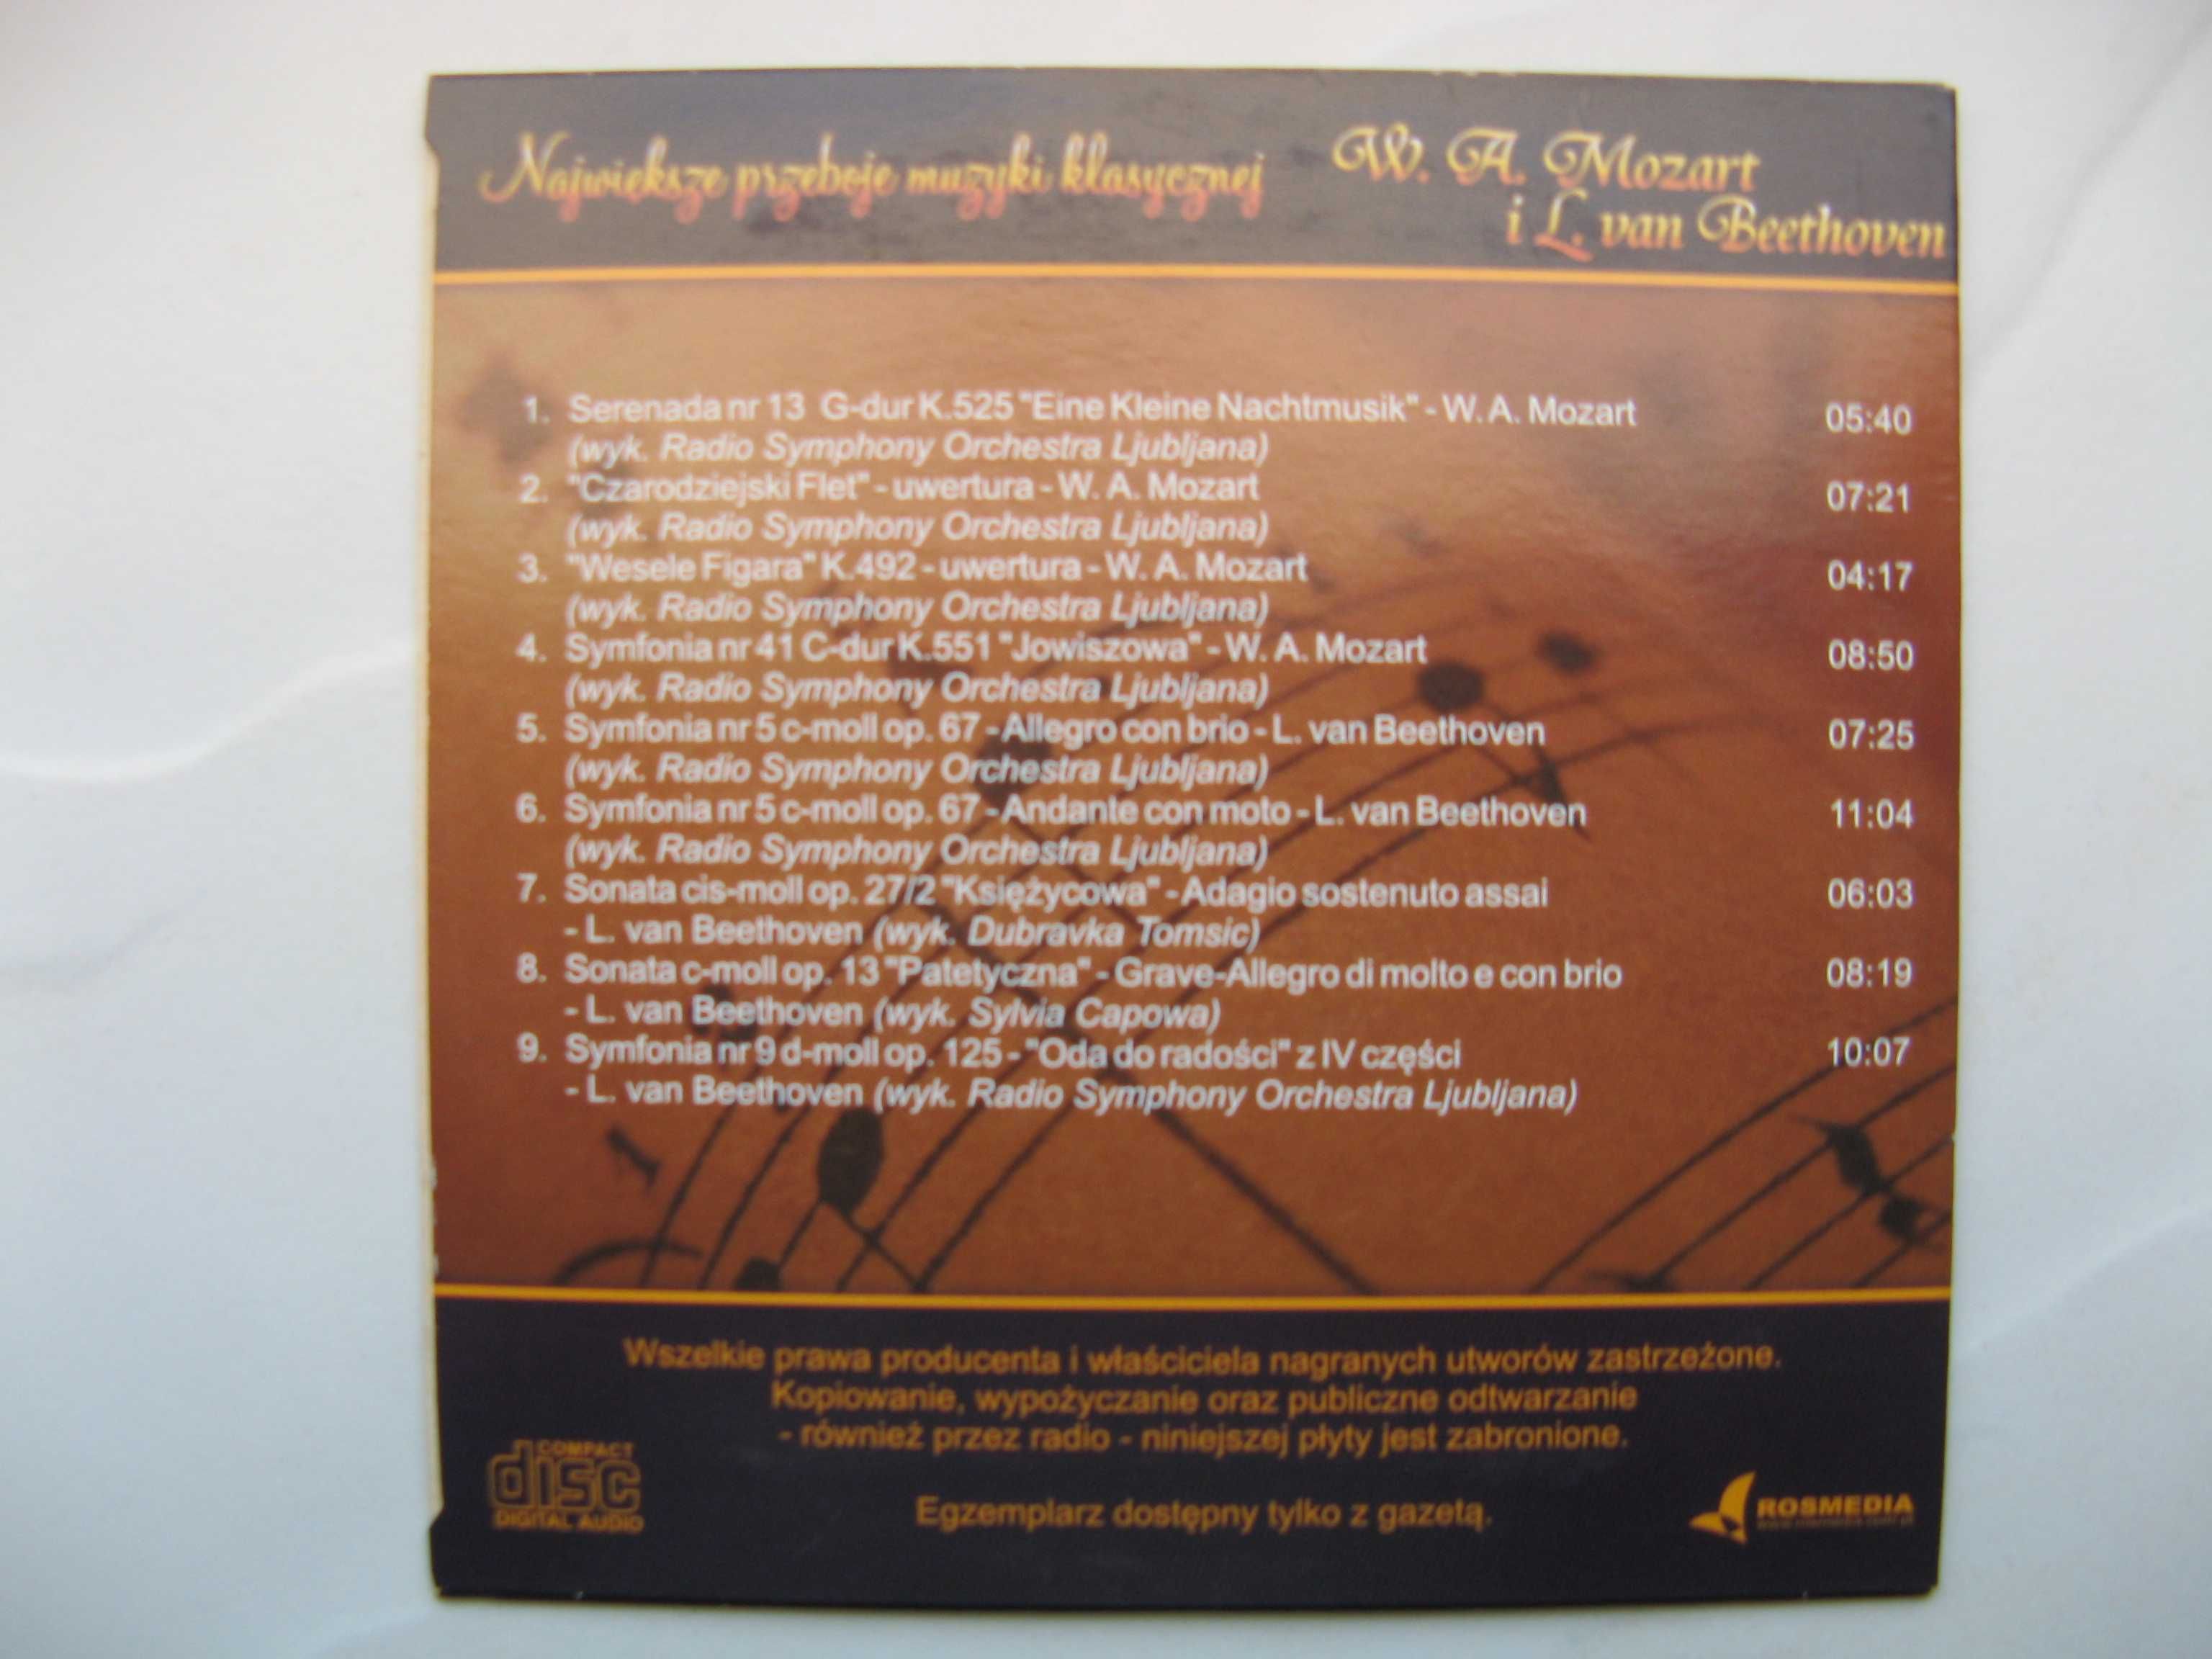 Największe przeboje muzyki klasycznej
W. A. Mozart
i L. van Beethoven
1. Serenada nr 13 G-dur K.525 "Eine Kleine Nachtmusik" - W. A. Mozart 05:40
(wyk. Radio Symphony Orchestra Ljubljana)
2. "Czarodziejski Flet" - uwertura - W. A. Mozart 07:21
(wyk. Radio Symphony Orchestra Ljubljana)
3. "Wesele Figara" K.492 - uwertura - W. A. Mozart 04:17
(wyk. Radio Symphony Orchestra Ljubljana)
4. Symfonia nr 41 C-dur K.551 "Jowiszowa" - W. A. Mozart 08:50
(wyk. Radio Symphony Orchestra Ljubljana)
5. Symfonia nr 5 c-moll op. 67 - Allegro con brio - L. van Beethoven 07:25
(wyk. Radio Symphony Orchestra Ljubljana)
6. Symfonia nr 5 c-moll op. 67 - Andante con moto - L. van Beethoven 11:04
(wyk. Radio Symphony Orchestra Ljubljana)
7. Sonata cis-moll op. 27/2 "Księżycowa" - Adagio sostenuto assai 06:03
- L. van Beethoven (wyk. Dubravka Tomsic)
8. Sonata c-moll op. 13 "Patetyczna" - Grave-Allegro di molto e con brio 08:19
- L. van Beethoven (wyk. Sylvia Capowa)
9. Symfonia nr 9 d-moll op. 125 - "Oda do radości" z IV części 10:07
- L. van Beethoven (wyk. Radio Symphony Orchestra Ljubljana)
Wszelkie prawa producenta i właściciela nagranych utworów zastrzeżone.
Kopiowanie, wypożyczanie oraz publiczne odtwarzanie
- również przez radio - niniejszej płyty jest zabronione.
Egzemplarz dostępny tylko z gazetą.
COMPACT
disc
DIGITAL AUDIO
ROSMEDIA